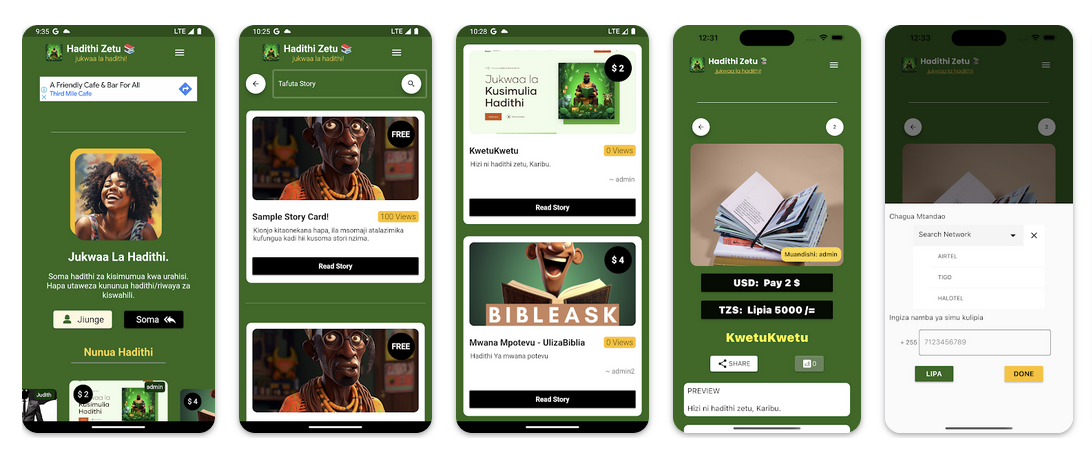 9:35 G LTE
Hadithi Zetu 📚
jukwaa la hadithi!
A Friendly Cafe & Bar For All
Third Mile Cafe
Jukwaa La Hadithi.
Soma hadithi za kisimumua kwa urahisi.
Hapa utaweza kununua hadithi/riwaya za
kiswahili.
Jiunge
Soma
Nunua Hadithi
Judith
$ 2
admin
Jukwaa la
Kusimulia
Hadithi
$ 4
10:25 G LTE
Hadithi Zetu 📚
jukwaa la hadithi!
Tafuta Story
FREE
Sample Story Card!
100 Views
Kionjo kitaonekana hapa, ila msomaji atalazimika
kufungua kadi hii kusoma stori nzima.
Read Story
FREE
10:28 G LTE
$ 2
Jukwaa la
Kusimulia
Hadithi
KwetuKwetu
0 Views
Hizi ni hadithi zetu, Karibu.
~ admin
Read Story
$ 4
BIBLEASK
Mwana Mpotevu - UlizaBiblia
0 Views
Hadithi Ya mwana potevu
~ admin2
Read Story
12:31
Hadithi Zetu 📚
jukwaa la hadithi!
2
Muandishi: admin
USD: Pay 2 $
TZS: Lipia 5000 /=
KwetuKwetu
SHARE
0
PREVIEW
Hizi ni hadithi zetu, Karibu.
12:33
Hadithi Zetu 📚
jukwaa la hadithi!
2
Chagua Mtandao
Search Network
AIRTEL
TIGO
HALOTEL
Ingiza namba ya simu kulipia
+ 255
7123456789
LIPA
DONE